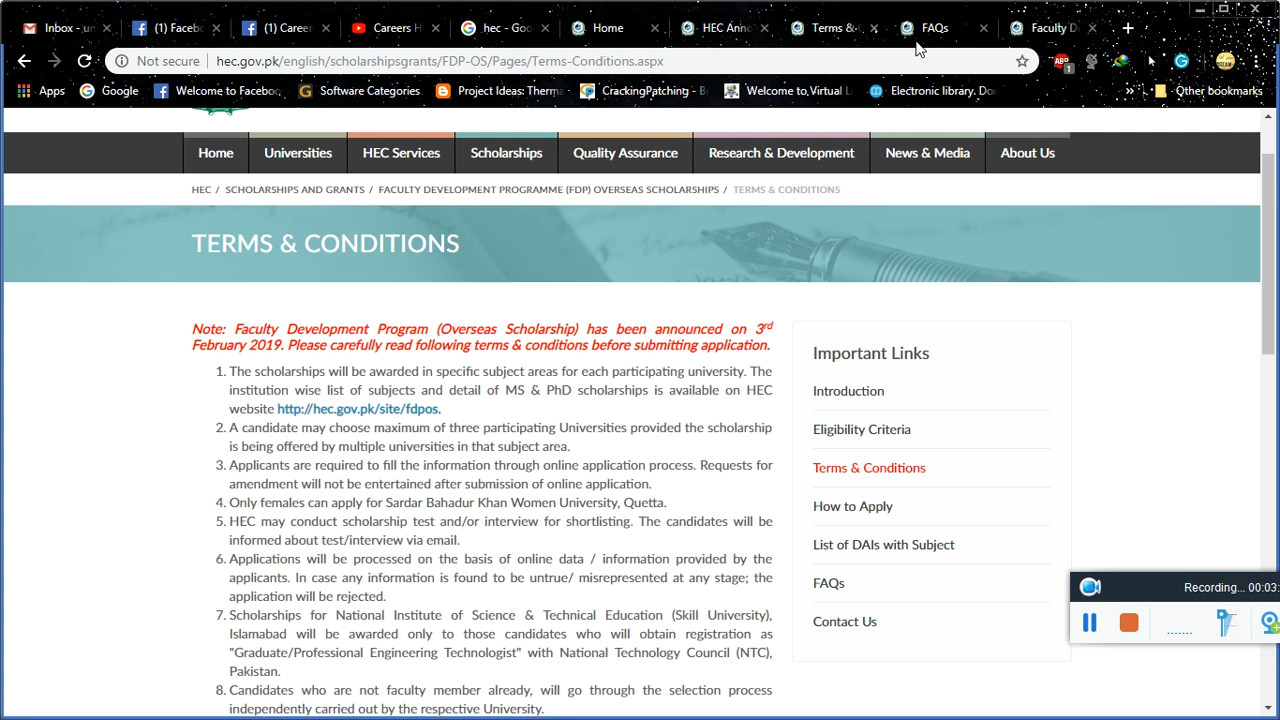 Inbox - un
(1) Faceb
(1) Career
Careers H
hec - Goo
Home
HEC Ann
Terms &
FAQs
Faculty D
Not secure
hec.gov.pk/english/scholarshipsgrants/FDP-OS/Pages/Terms-Conditions.aspx
ABP
1
Apps
Google
Welcome to Faceboo
Software Categories
Project Ideas: Therma
CrackingPatching - B
Welcome to Virtual L
Electronic library. Do
Other bookmarks
Home
Universities
HEC Services
Scholarships
Quality Assurance
Research & Development
News & Media
About Us
HEC / SCHOLARSHIPS AND GRANTS / FACULTY DEVELOPMENT PROGRAMME (FDP) OVERSEAS SCHOLARSHIPS / TERMS & CONDITIONS
TERMS & CONDITIONS
Note: Faculty Development Program (Overseas Scholarship) has been announced on 3rd
February 2019. Please carefully read following terms & conditions before submitting application.
1. The scholarships will be awarded in specific subject areas for each participating university. The
institution wise list of subjects and detail of MS & PhD scholarships is available on HEC
website http://hec.gov.pk/site/fdpos.
2. A candidate may choose maximum of three participating Universities provided the scholarship
is being offered by multiple universities in that subject area.
3. Applicants are required to fill the information through online application process. Requests for
amendment will not be entertained after submission of online application.
4. Only females can apply for Sardar Bahadur Khan Women University, Quetta.
5. HEC may conduct scholarship test and/or interview for shortlisting. The candidates will be
informed about test/interview via email.
6. Applications will be processed on the basis of online data / information provided by the
applicants. In case any information is found to be untrue/ misrepresented at any stage; the
application will be rejected.
7. Scholarships for National Institute of Science & Technical Education (Skill University),
Islamabad will be awarded only to those candidates who will obtain registration as
"Graduate/Professional Engineering Technologist" with National Technology Council (NTC),
Pakistan.
8. Candidates who are not faculty member already, will go through the selection process
independently carried out by the respective University.
Important Links
Introduction
Eligibility Criteria
Terms & Conditions
How to Apply
List of DAIs with Subject
FAQs
Contact Us
Recording... 00:03: